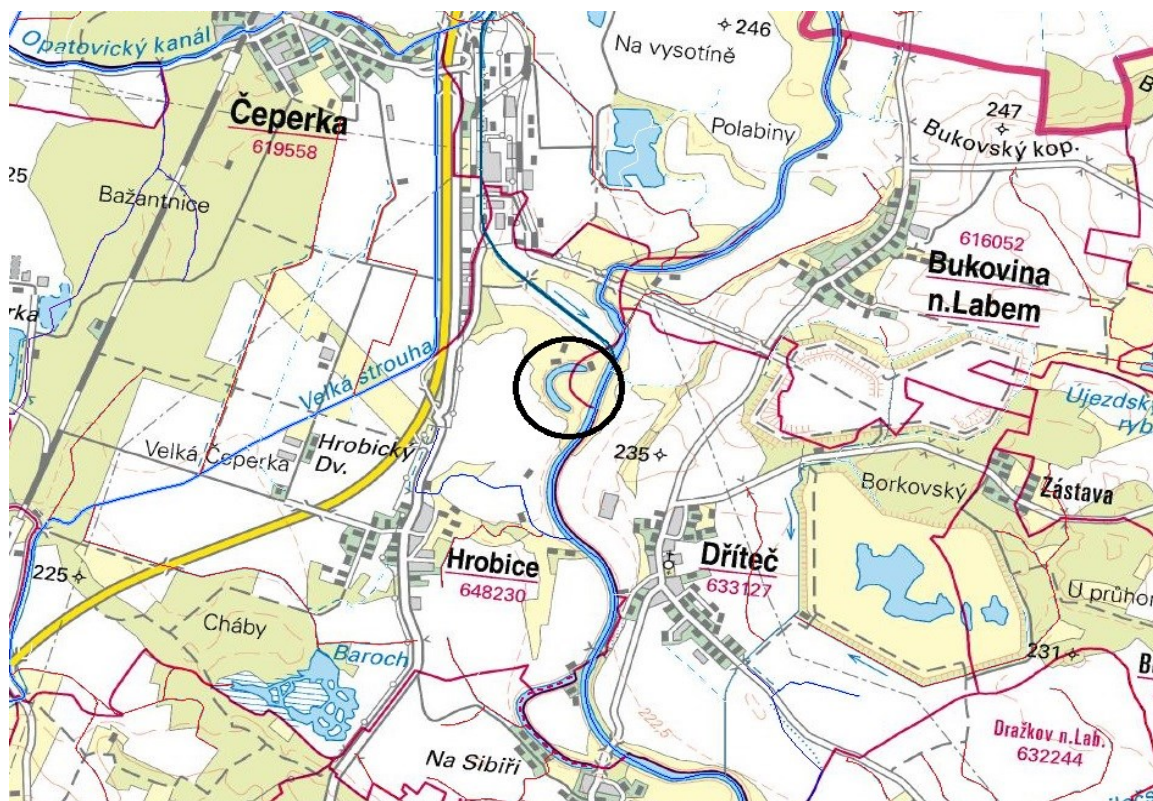 246
Opatovický kanál
Na vysotíně
Čeperka
619558
247
Polabiny
Bukovský kop.
25
Bažantnice
616052
Bukovina
n.Labem
rka
Velká strouha
Újezdský
ryb
Velká Čeperka
Hrobický
Dv.
235
Borkovský
Zástava
Hrobice
648230
Dříteč
633127
225
U průhon
Cháby
Baroch
231
222,5
Dražkov n.Lab.
632244
Na Sibiři